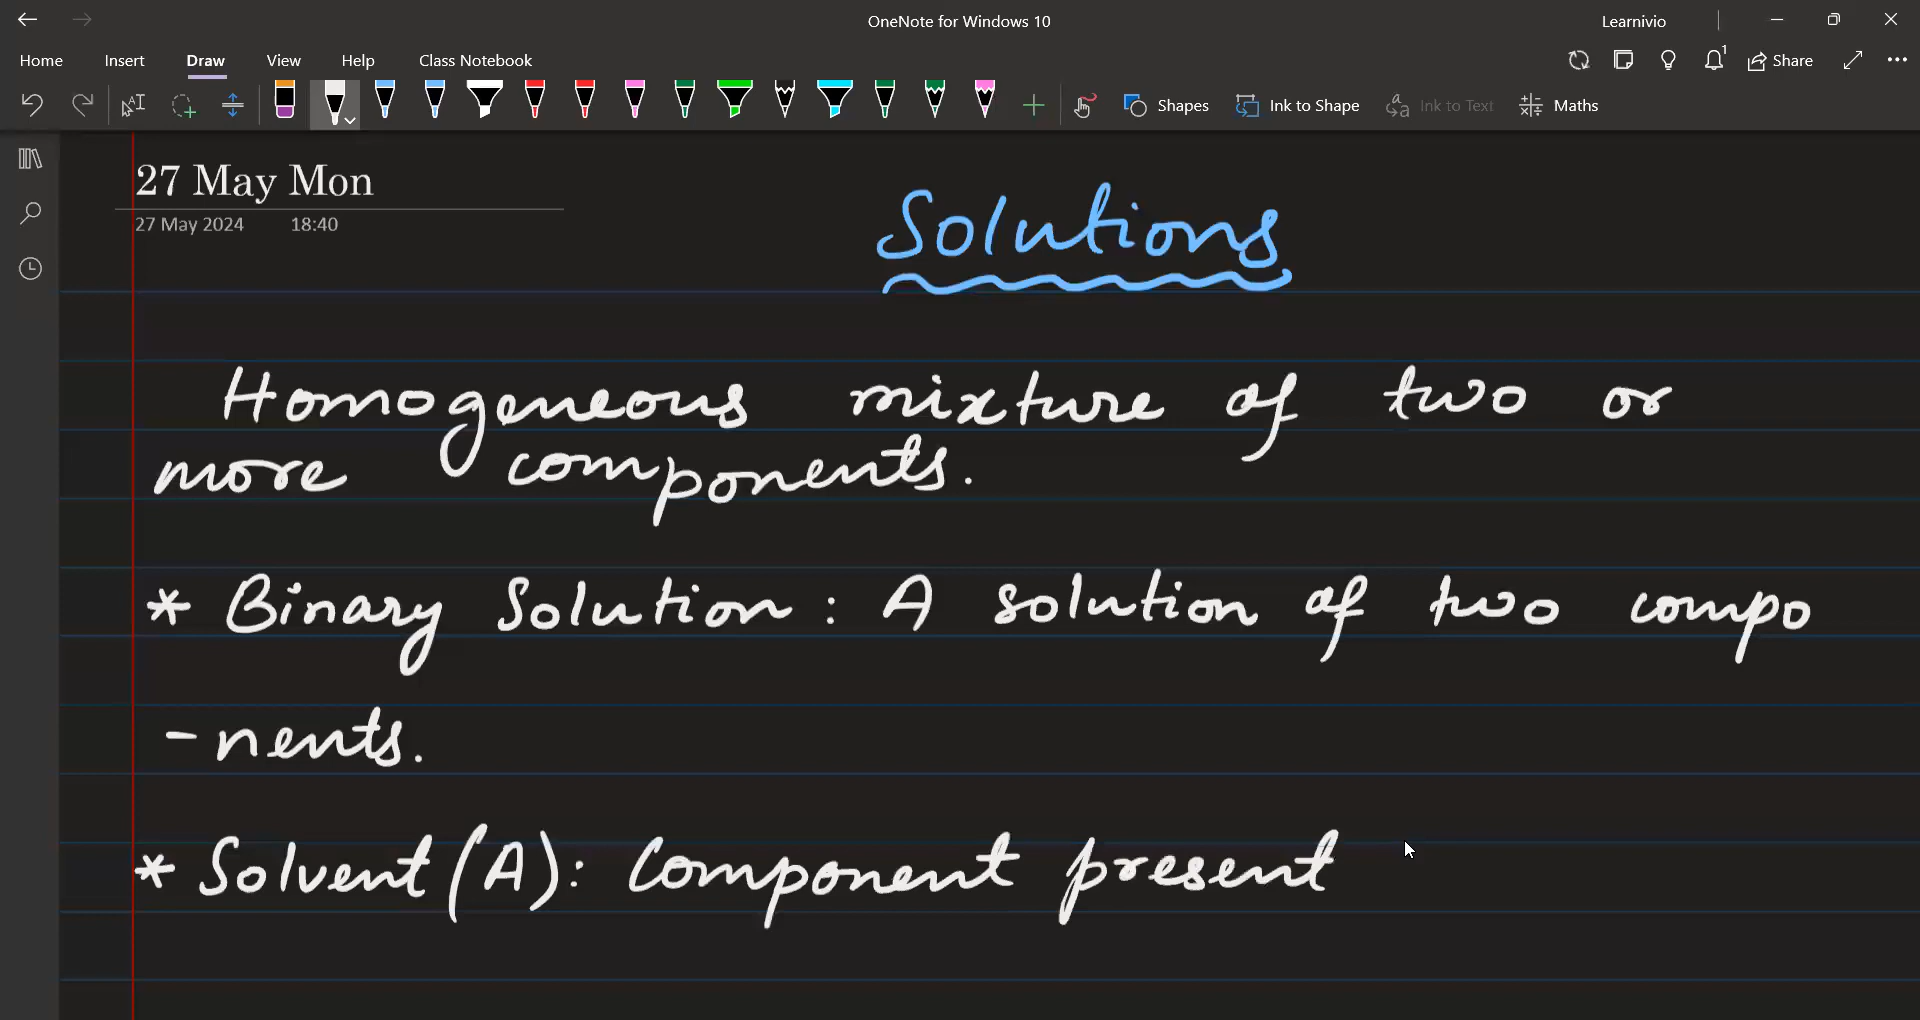 OneNote for Windows 10
Learnivio
Home Insert Draw View Help Class Notebook
1
Share
Shapes Ink to Shape Ink to Text Maths
27 May Mon
27 May 2024 18:40
Solutions
Homogeneous mixture of two or
more components.
* Binary Solution : A solution of two compo
- nents.
* Solvent (A): Component present